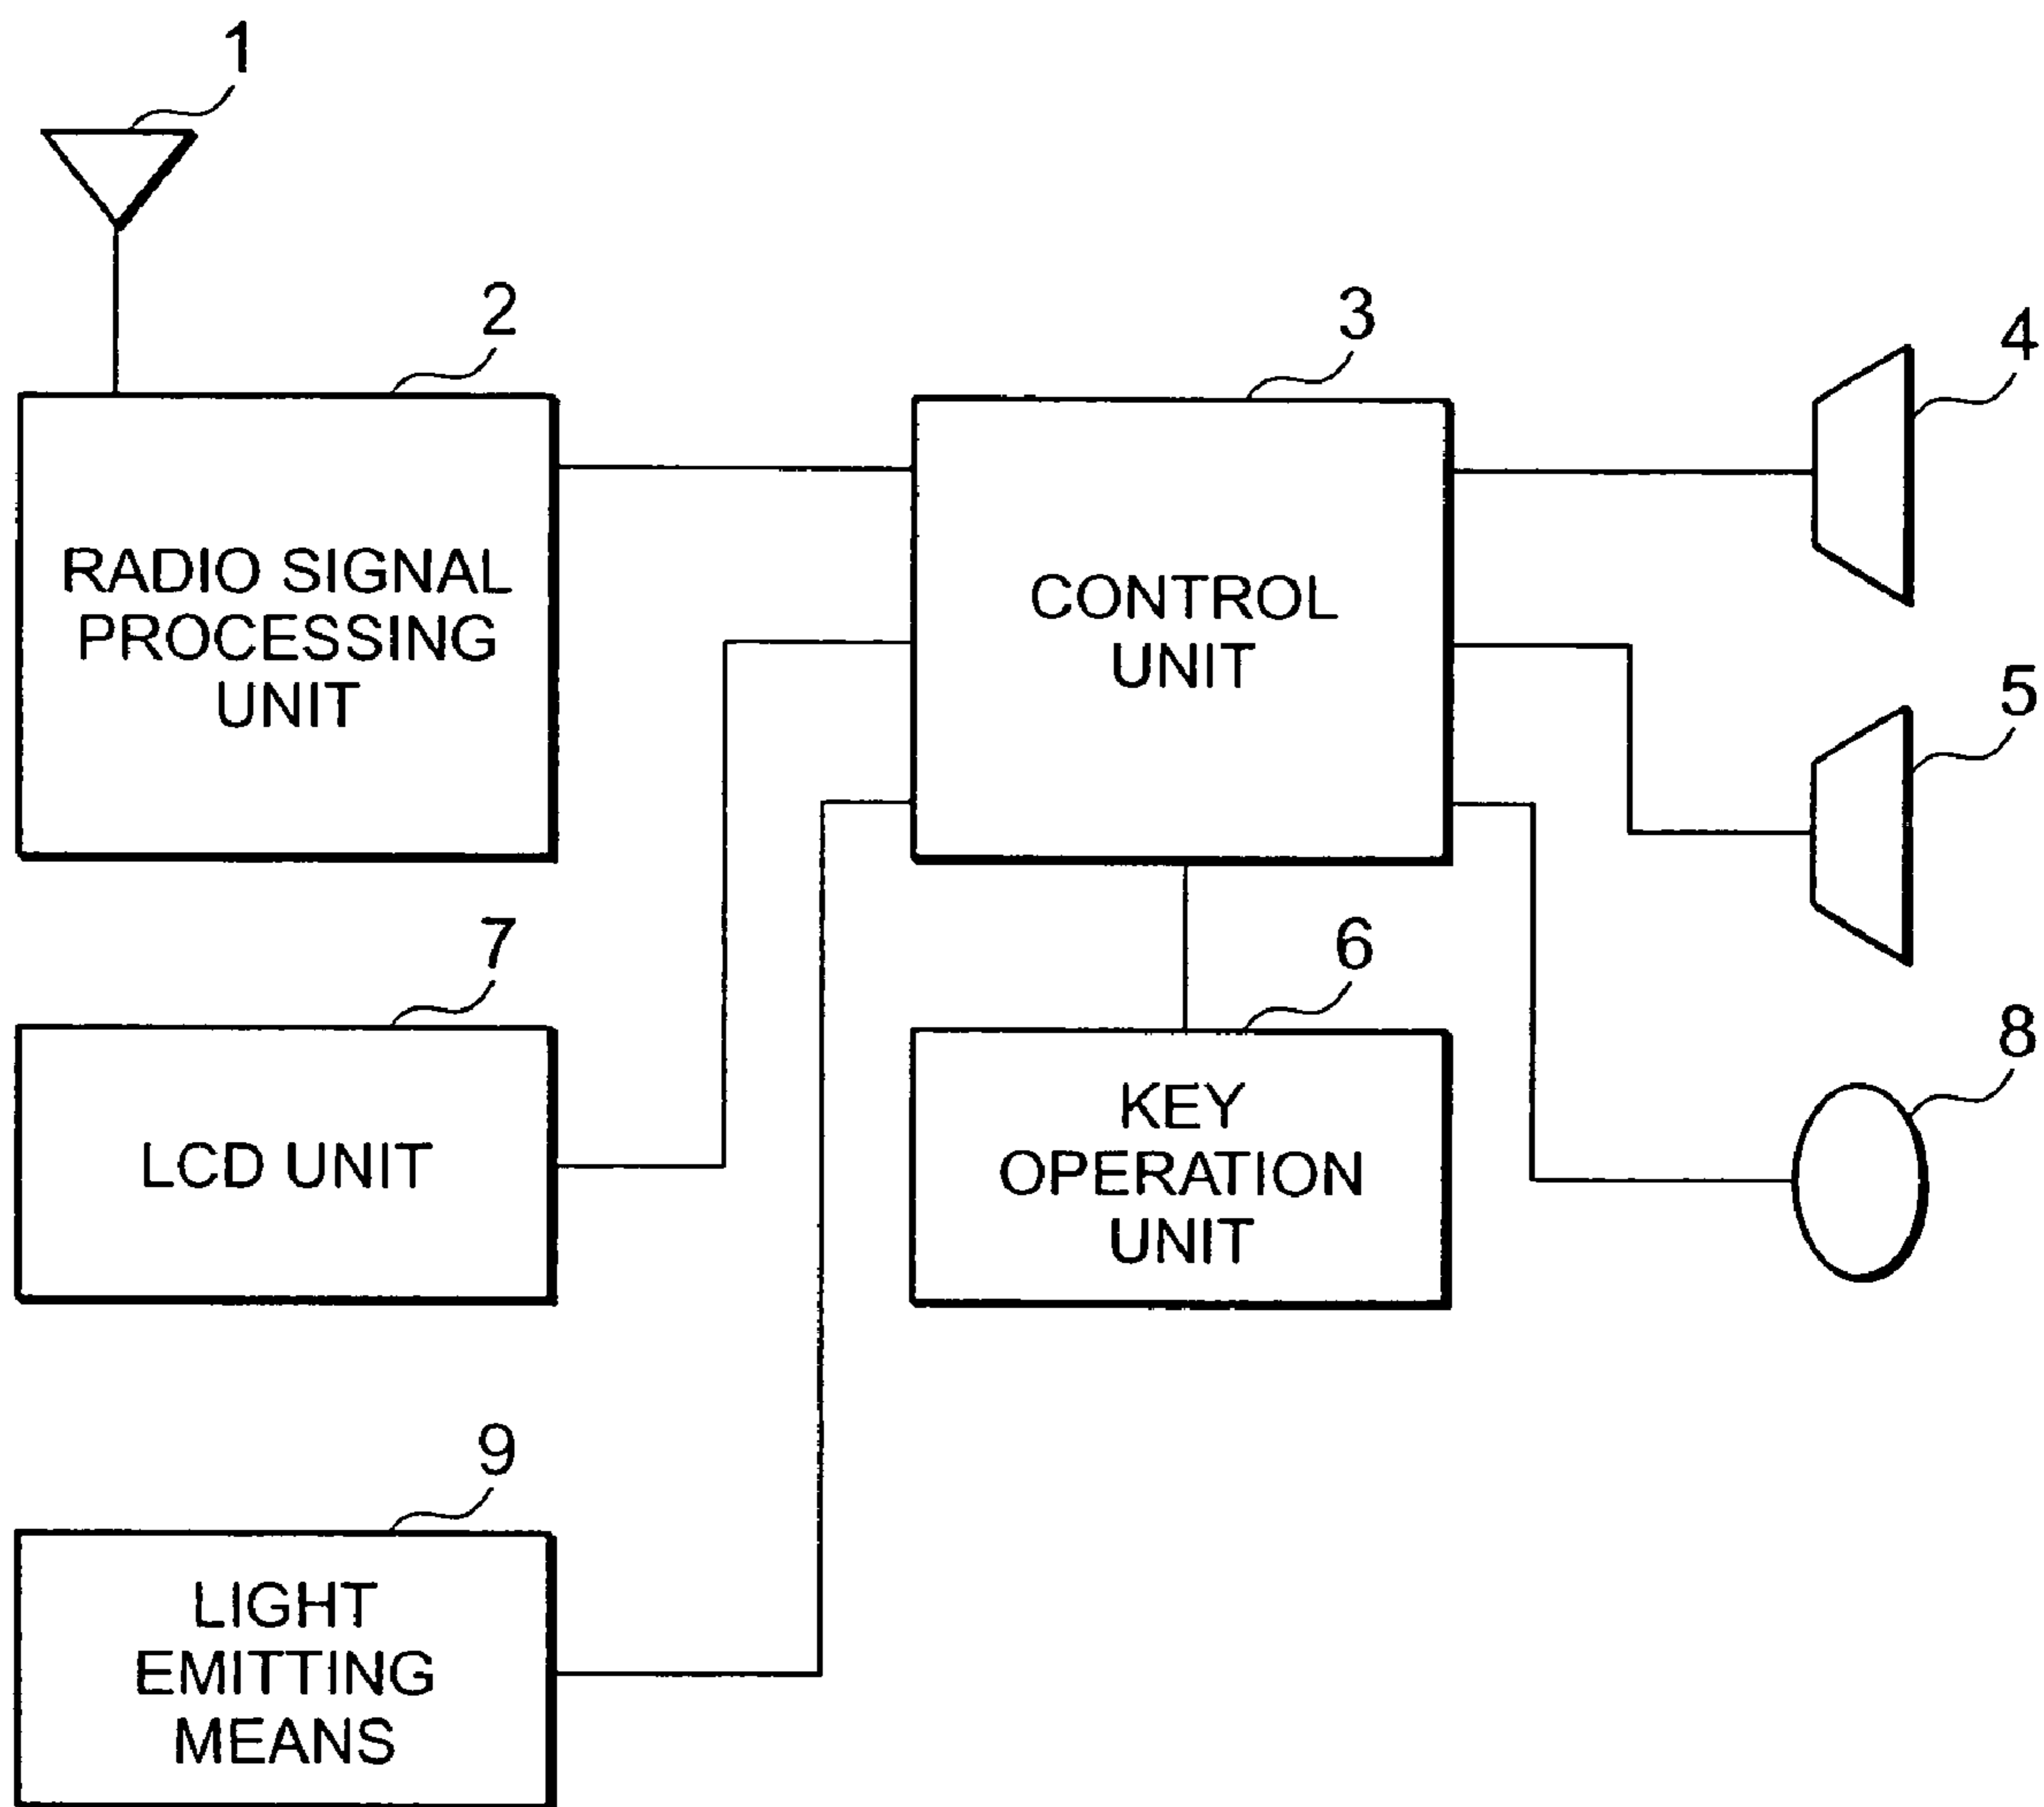 1
2
3
4
RADIO SIGNAL
PROCESSING
UNIT
CONTROL
UNIT
5
7
6
8
LCD UNIT
KEY
OPERATION
UNIT
9
LIGHT
EMITTING
MEANS